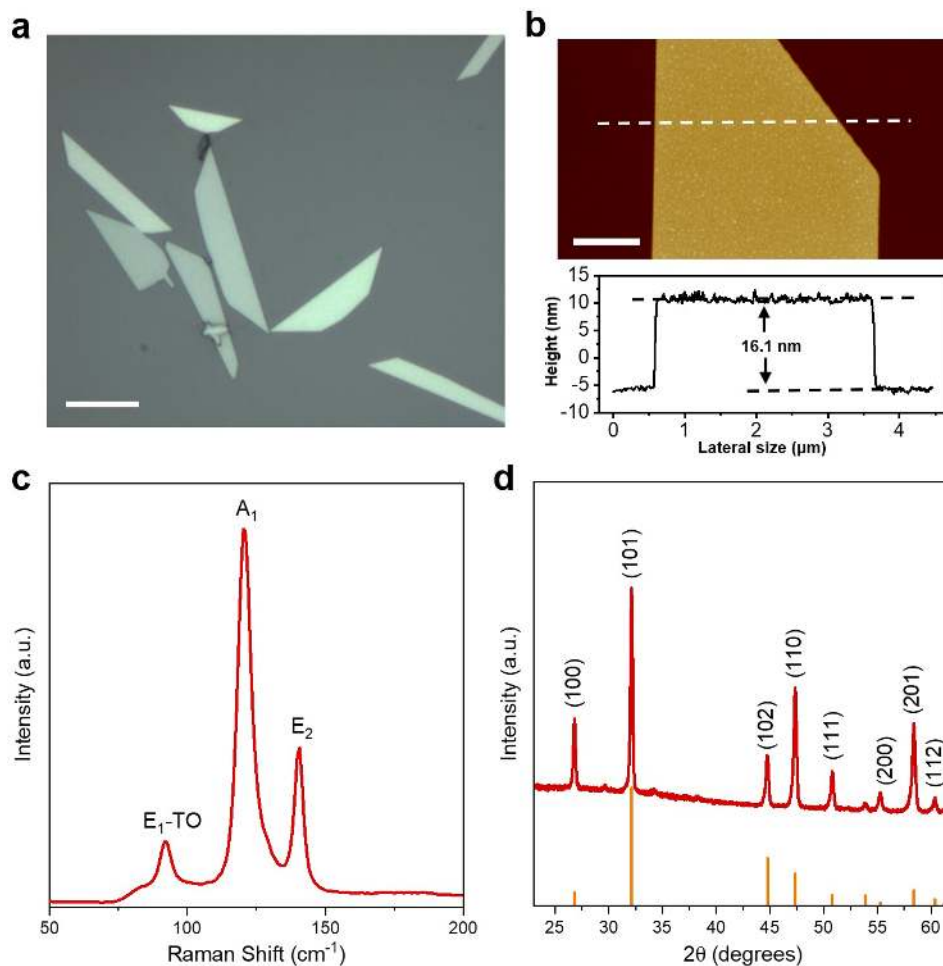 a
b
15
10
5
0
-5
-10
Height (nm)
16.1 nm
0
1
2
3
4
Lateral size (µm)
c
A₁
E₂
E₁-TO
Intensity (a.u.)
50
100
150
200
Raman Shift (cm⁻¹)
d
(100)
(101)
(102)
(110)
(111)
(200)
(201)
(112)
Intensity (a.u.)
25
30
35
40
45
50
55
60
2θ (degrees)